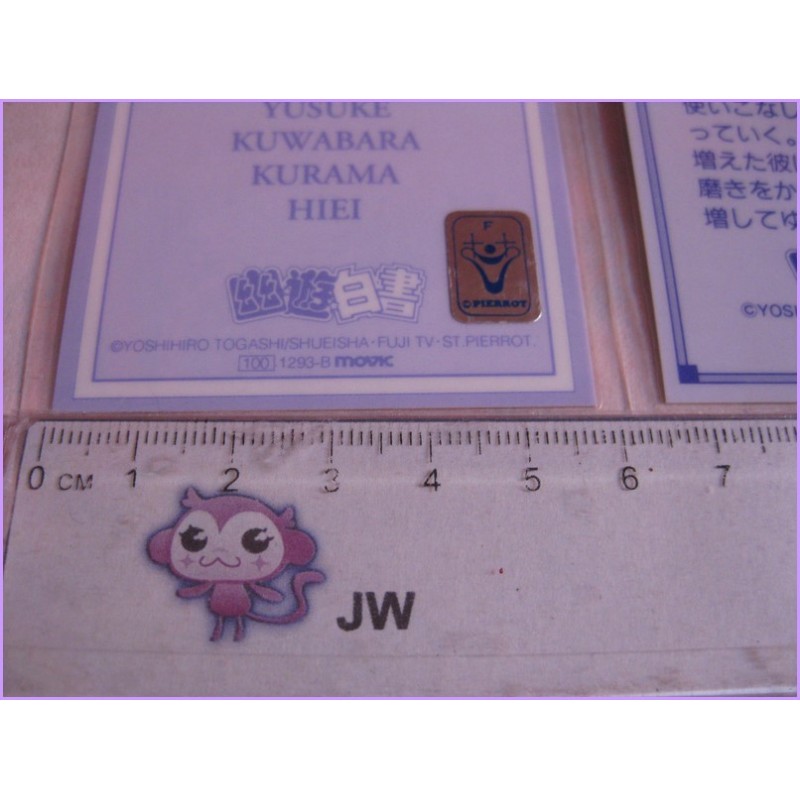 YUSUKE
KUWABARA
KURAMA
HIEI
F
©PIERROT
幽遊白書
©YOSHIHIRO TOGASHI/SHUEISHA・FUJI TV・ST.PIERROT.
100 1293-B movic
使いこなし
っていく。
増えた彼
磨きをか
増してゆ
©YOS
0 CM 1 2 3 4 5 6 7
JW